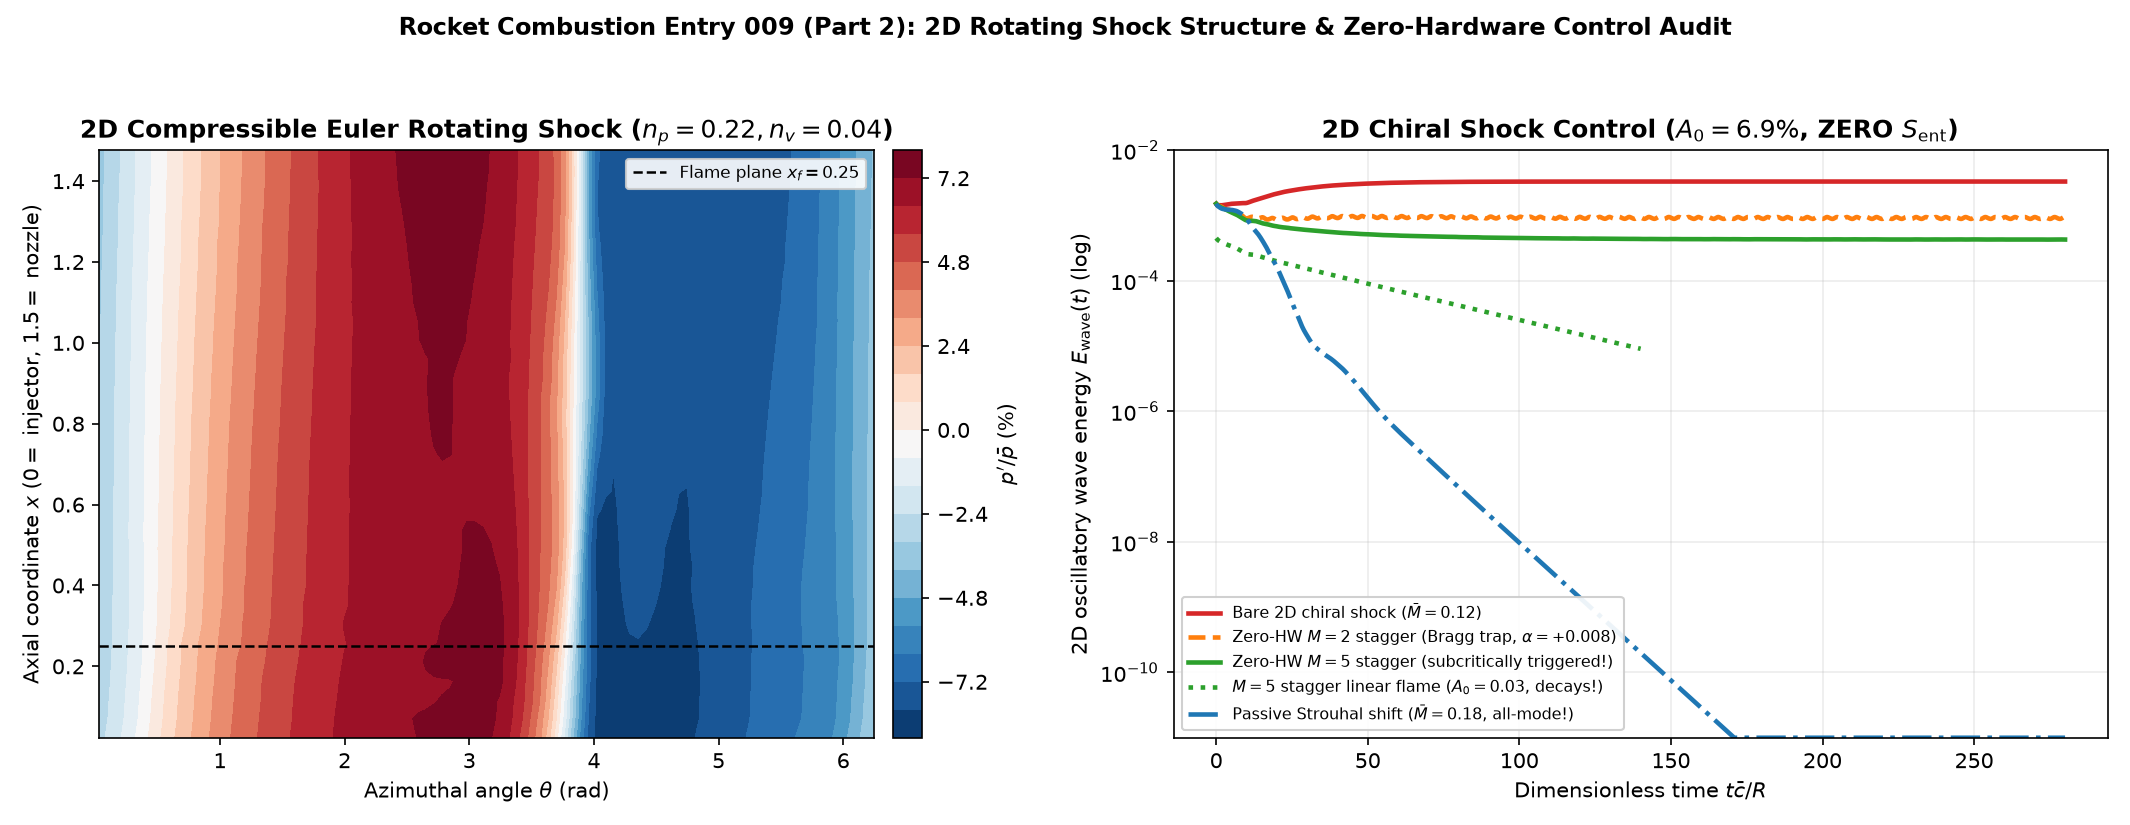 Rocket Combustion Entry 009 (Part 2): 2D Rotating Shock Structure & Zero-Hardware Control Audit
2D Compressible Euler Rotating Shock (nₚ = 0.22, nᵥ = 0.04)
Flame plane x_f = 0.25
Axial coordinate x (0 = injector, 1.5 = nozzle)
1.4
1.2
1.0
0.8
0.6
0.4
0.2
1 2 3 4 5 6
Azimuthal angle θ (rad)
7.2
4.8
2.4
0.0
−2.4
−4.8
−7.2
p′/p̄ (%)
2D Chiral Shock Control (A₀ = 6.9%, ZERO S_ent)
2D oscillatory wave energy E_wave(t) (log)
10⁻²
10⁻⁴
10⁻⁶
10⁻⁸
10⁻¹⁰
Bare 2D chiral shock (M̄ = 0.12)
Zero-HW M = 2 stagger (Bragg trap, α = +0.008)
Zero-HW M = 5 stagger (subcritically triggered!)
M = 5 stagger linear flame (A₀ = 0.03, decays!)
Passive Strouhal shift (M̄ = 0.18, all-mode!)
0 50 100 150 200 250
Dimensionless time tc̄/R